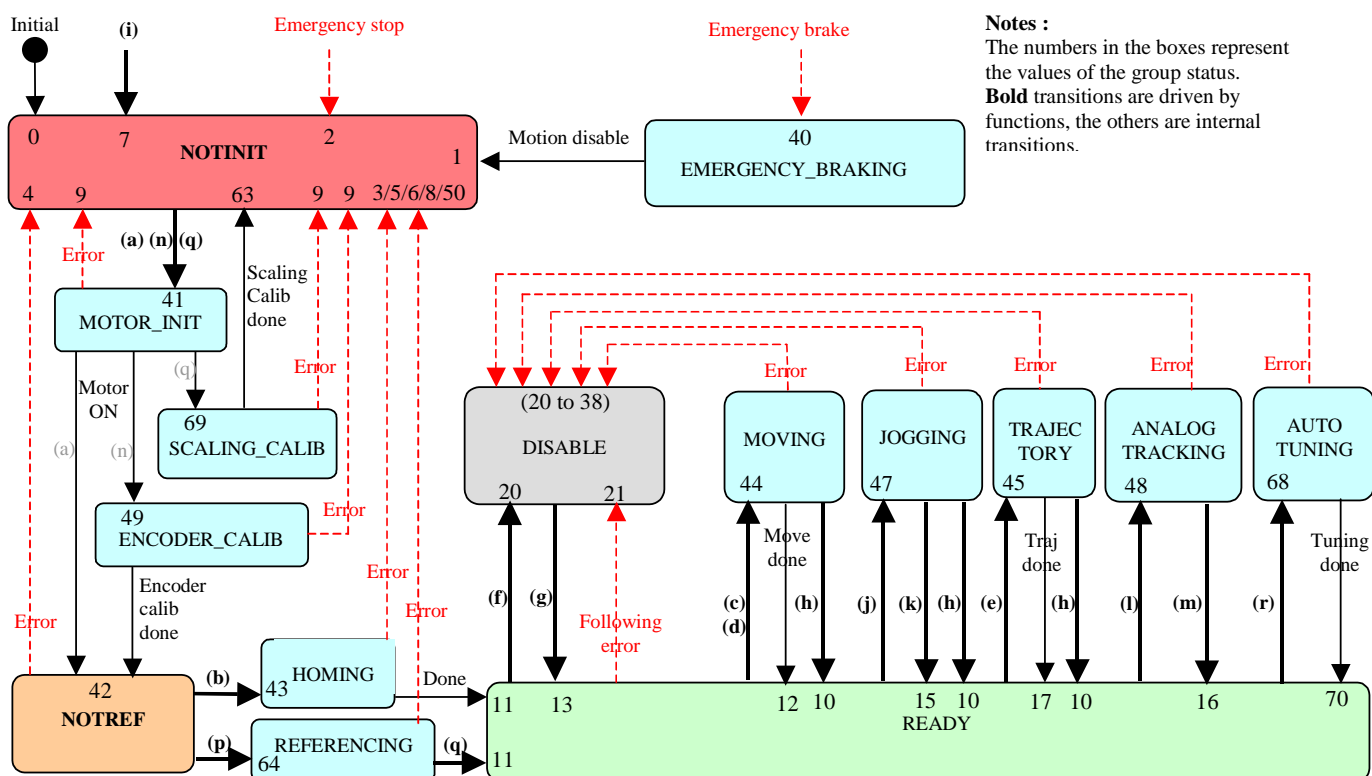 Initial
(i)
Emergency stop
Emergency brake
Notes :
The numbers in the boxes represent
the values of the group status.
Bold transitions are driven by
functions, the others are internal
transitions.
0
7
2
NOTINIT
1
4
9
63
9
9
3/5/6/8/50
Motion disable
40
EMERGENCY_BRAKING
Error
(a) (n) (q)
Scaling
Calib
done
41
MOTOR_INIT
Motor
ON
(q)
Error
69
SCALING_CALIB
(a)
(n)
49
ENCODER_CALIB
Error
Encoder
calib
done
Error
Error
Error
(20 to 38)
DISABLE
20
21
Error
MOVING
44
Error
JOGGING
47
Error
TRAJEC
TORY
45
Error
ANALOG
TRACKING
48
Error
AUTO
TUNING
68
(f)
(g)
Following
error
(c)
(d)
Move
done
(h)
(j)
(k)
(h)
(e)
Traj
done
(h)
(l)
(m)
(r)
Tuning
done
42
NOTREF
(b)
43
HOMING
Done
(p)
64
REFERENCING
(q)
11
13
12
10
15
10
17
10
16
70
READY
11